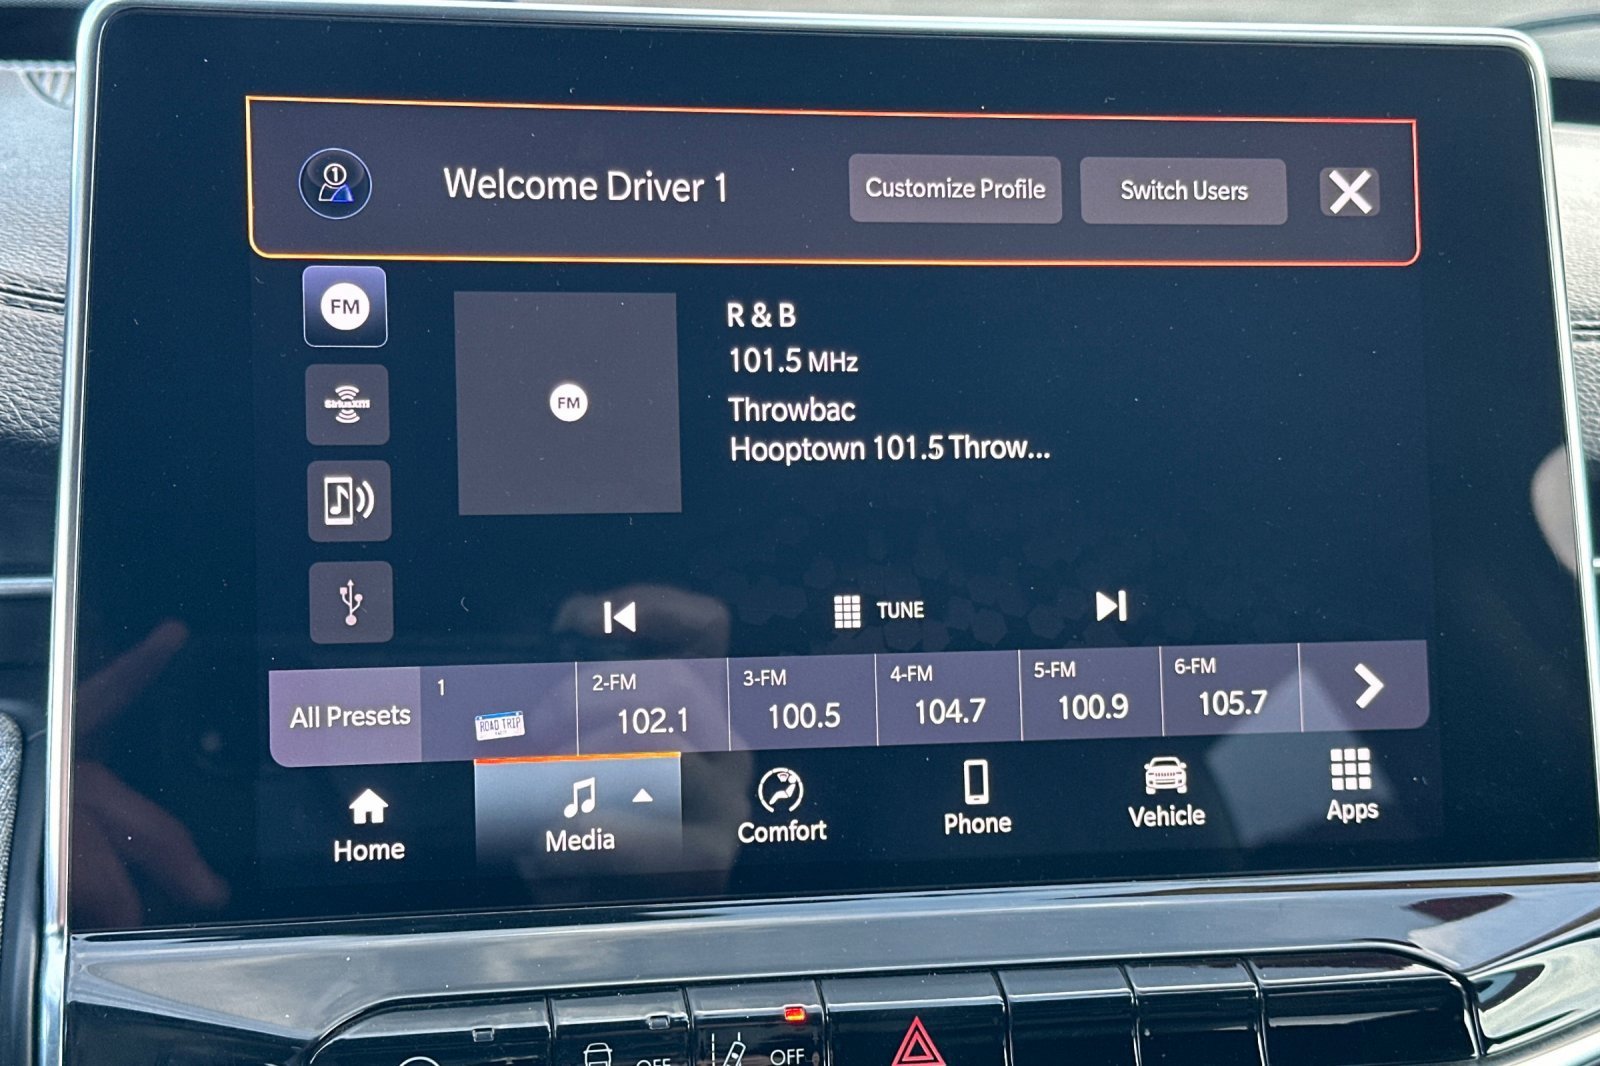 1
Welcome Driver 1
Customize Profile
Switch Users
FM
SiriusXM
FM
R & B
101.5 MHz
Throwbac
Hooptown 101.5 Throw...
TUNE
All Presets
1
ROAD TRIP
2-FM
102.1
3-FM
100.5
4-FM
104.7
5-FM
100.9
6-FM
105.7
Home
Media
Comfort
Phone
Vehicle
Apps
OFF
OFF